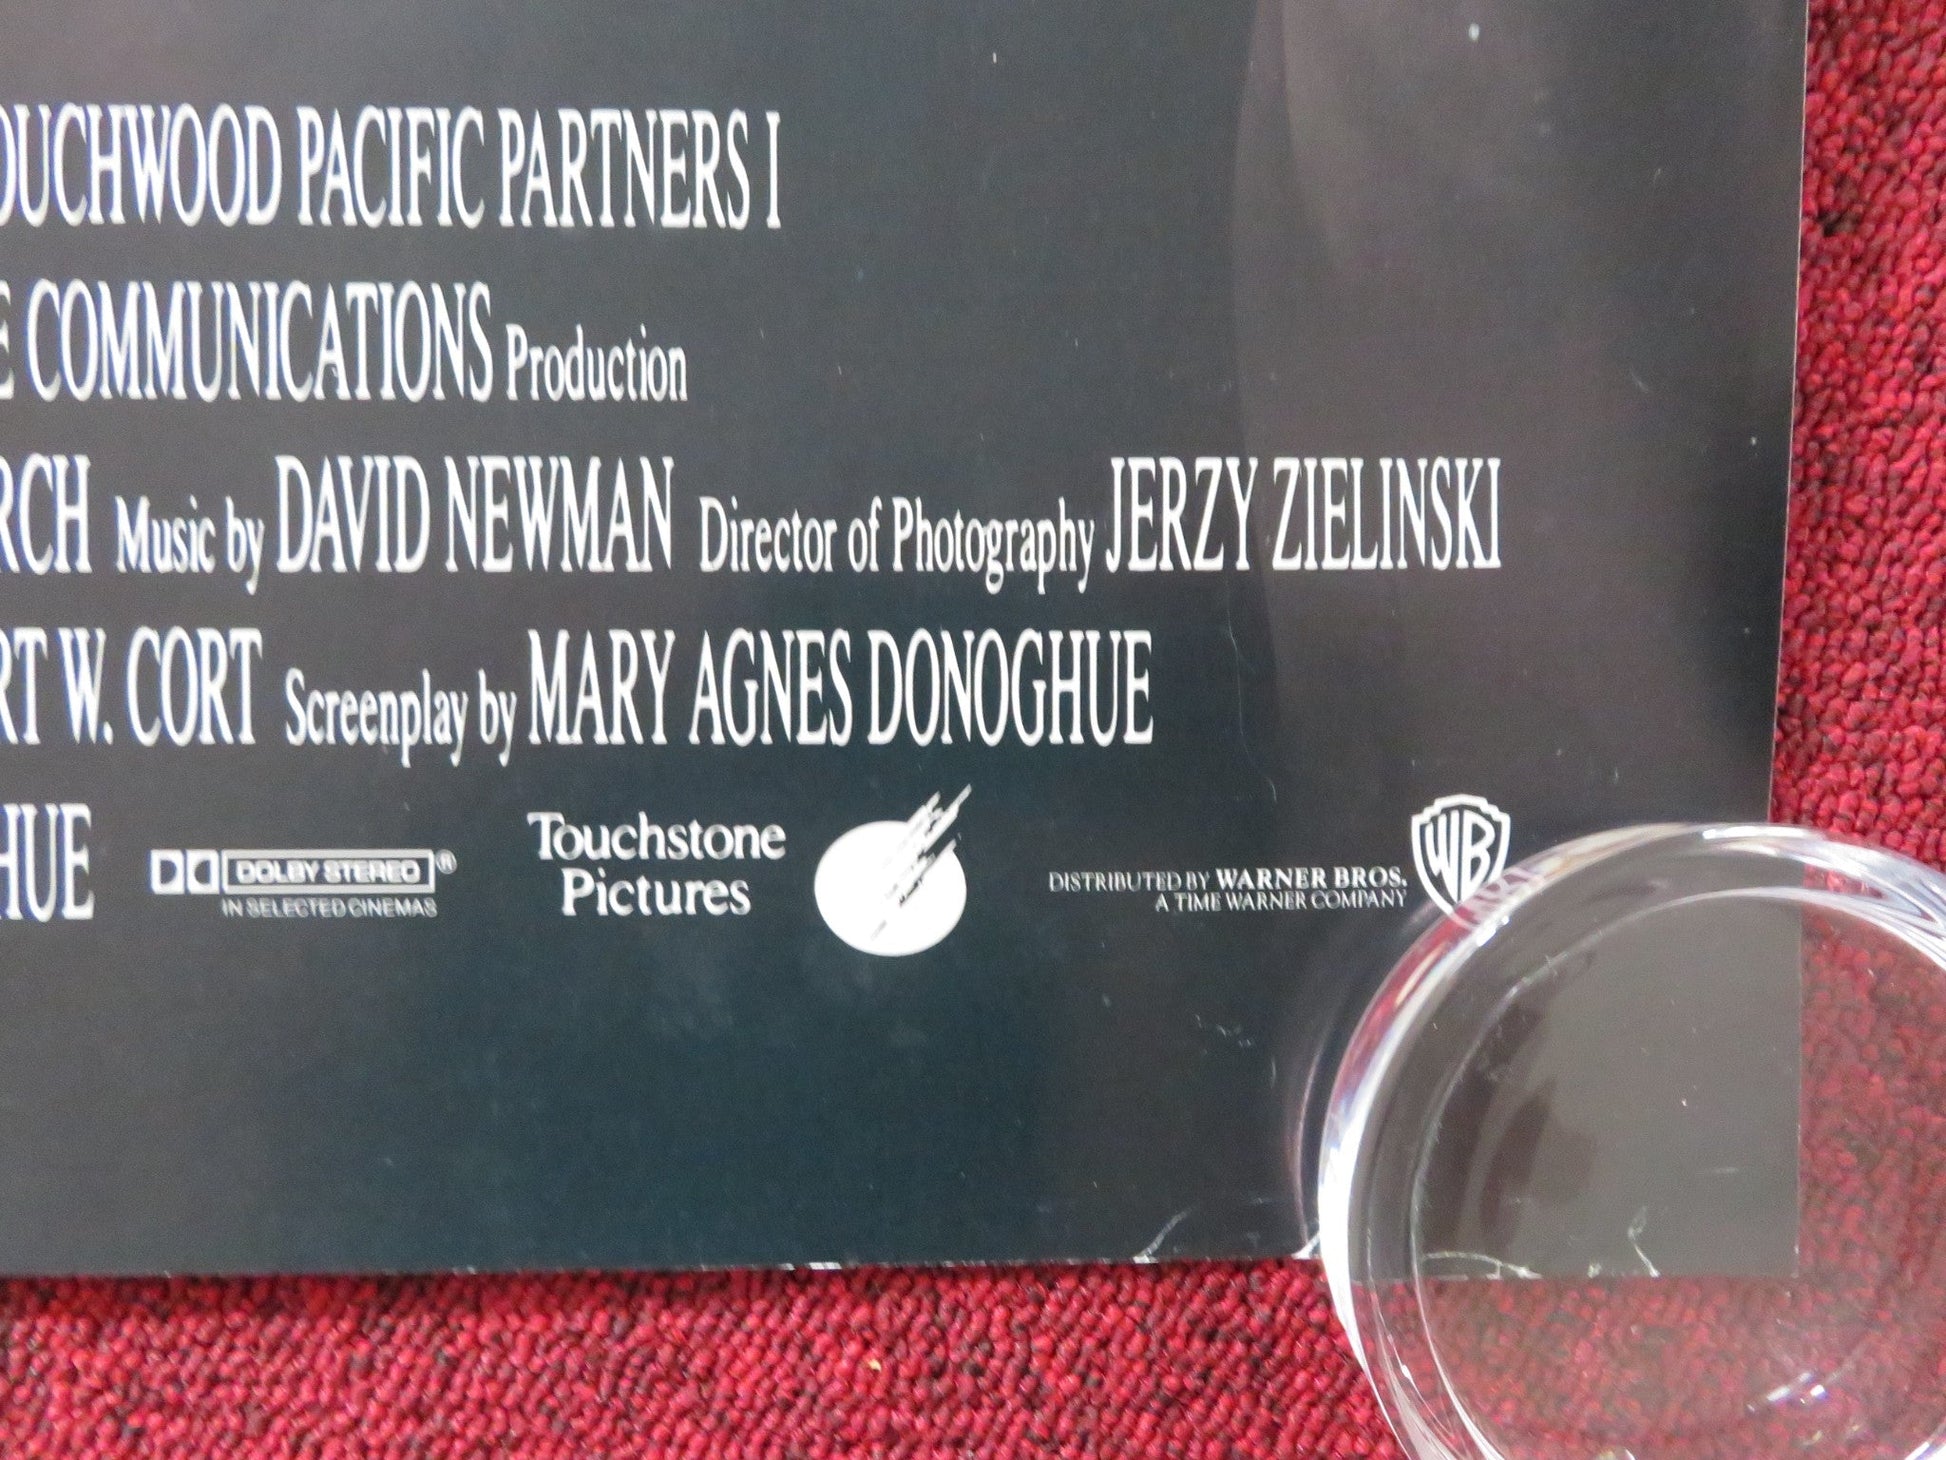 OUCHWOOD PACIFIC PARTNERS I
E COMMUNICATIONS Production
RCH Music by DAVID NEWMAN Director of Photography JERZY ZIELINSKI
RT W. CORT Screenplay by MARY AGNES DONOGHUE
HUE DOLBY STEREO ® IN SELECTED CINEMAS
Touchstone Pictures
DISTRIBUTED BY WARNER BROS.
A TIME WARNER COMPANY
WB